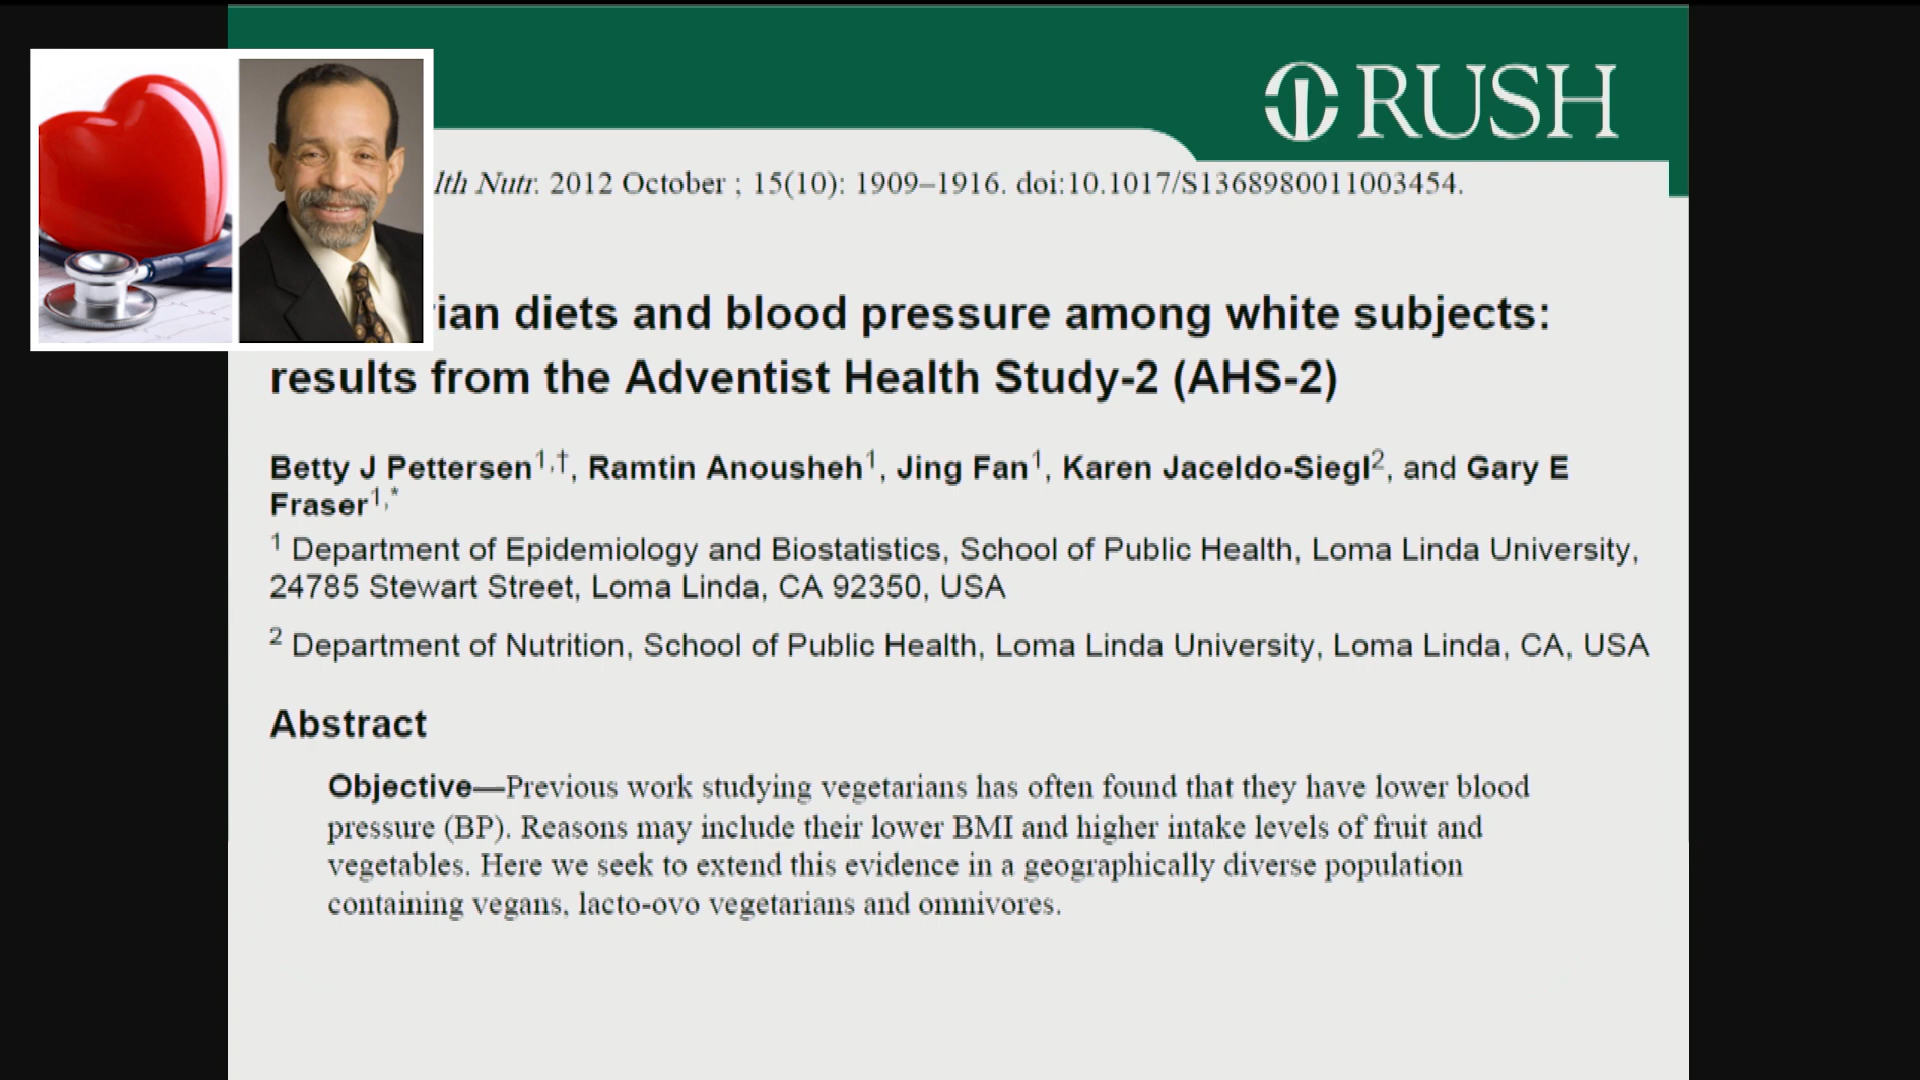 RUSH
lth Nutr. 2012 October ; 15(10): 1909–1916. doi:10.1017/S1368980011003454.
ian diets and blood pressure among white subjects:
results from the Adventist Health Study-2 (AHS-2)
Betty J Pettersen1,†, Ramtin Anousheh1, Jing Fan1, Karen Jaceldo-Siegl2, and Gary E
Fraser1,*
1 Department of Epidemiology and Biostatistics, School of Public Health, Loma Linda University,
24785 Stewart Street, Loma Linda, CA 92350, USA
2 Department of Nutrition, School of Public Health, Loma Linda University, Loma Linda, CA, USA
Abstract
Objective—Previous work studying vegetarians has often found that they have lower blood
pressure (BP). Reasons may include their lower BMI and higher intake levels of fruit and
vegetables. Here we seek to extend this evidence in a geographically diverse population
containing vegans, lacto-ovo vegetarians and omnivores.